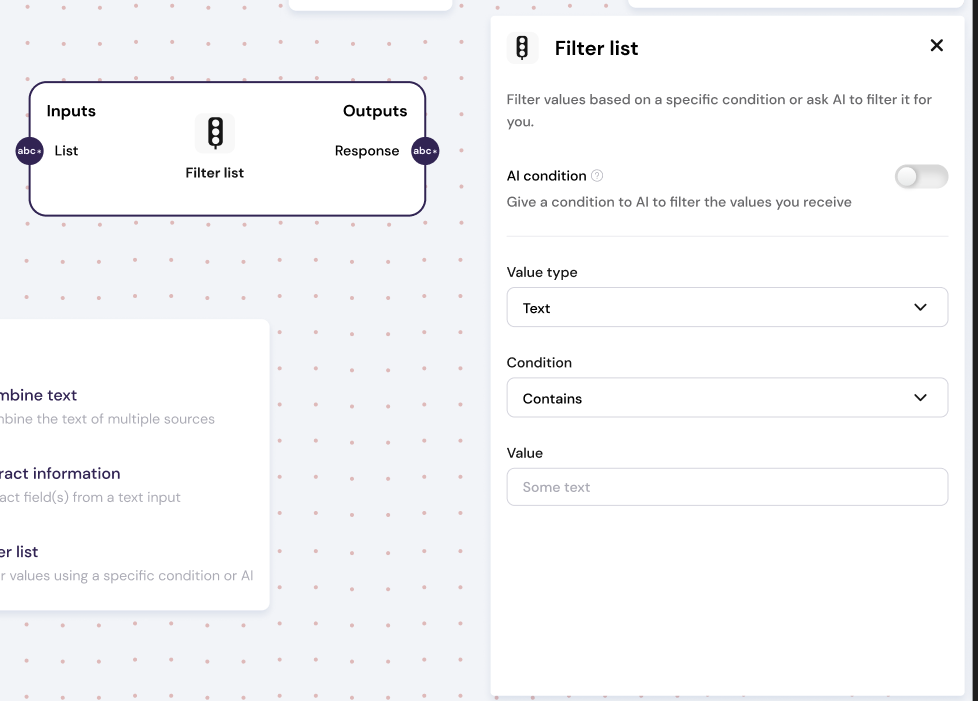 Inputs
Outputs
abc*
List
Response
abc*
Filter list
mbine text
mbine the text of multiple sources
ract information
act field(s) from a text input
er list
r values using a specific condition or AI
Filter list
Filter values based on a specific condition or ask AI to filter it for
you.
AI condition
Give a condition to AI to filter the values you receive
Value type
Text
Condition
Contains
Value
Some text